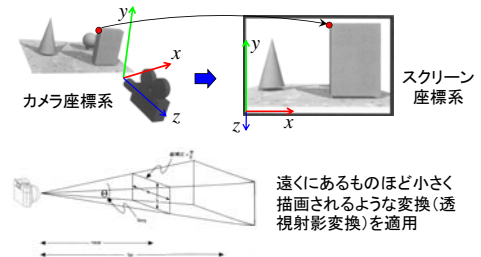 y
x
z
カメラ座標系
y
x
z
スクリーン
座標系
遠くにあるものほど小さく
描画されるような変換(透
視射影変換)を適用